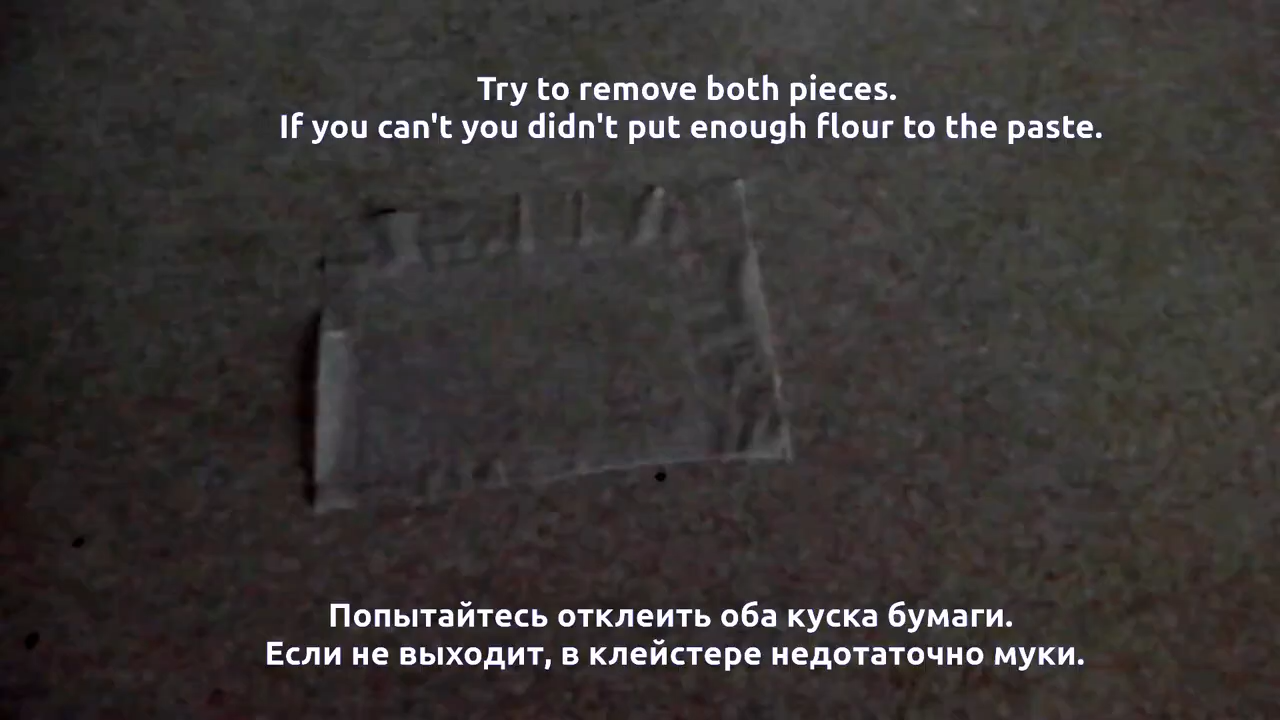 Try to remove both pieces.
If you can't you didn't put enough flour to the paste.
Попытайтесь отклеить оба куска бумаги.
Если не выходит, в клейстере недотаточно муки.